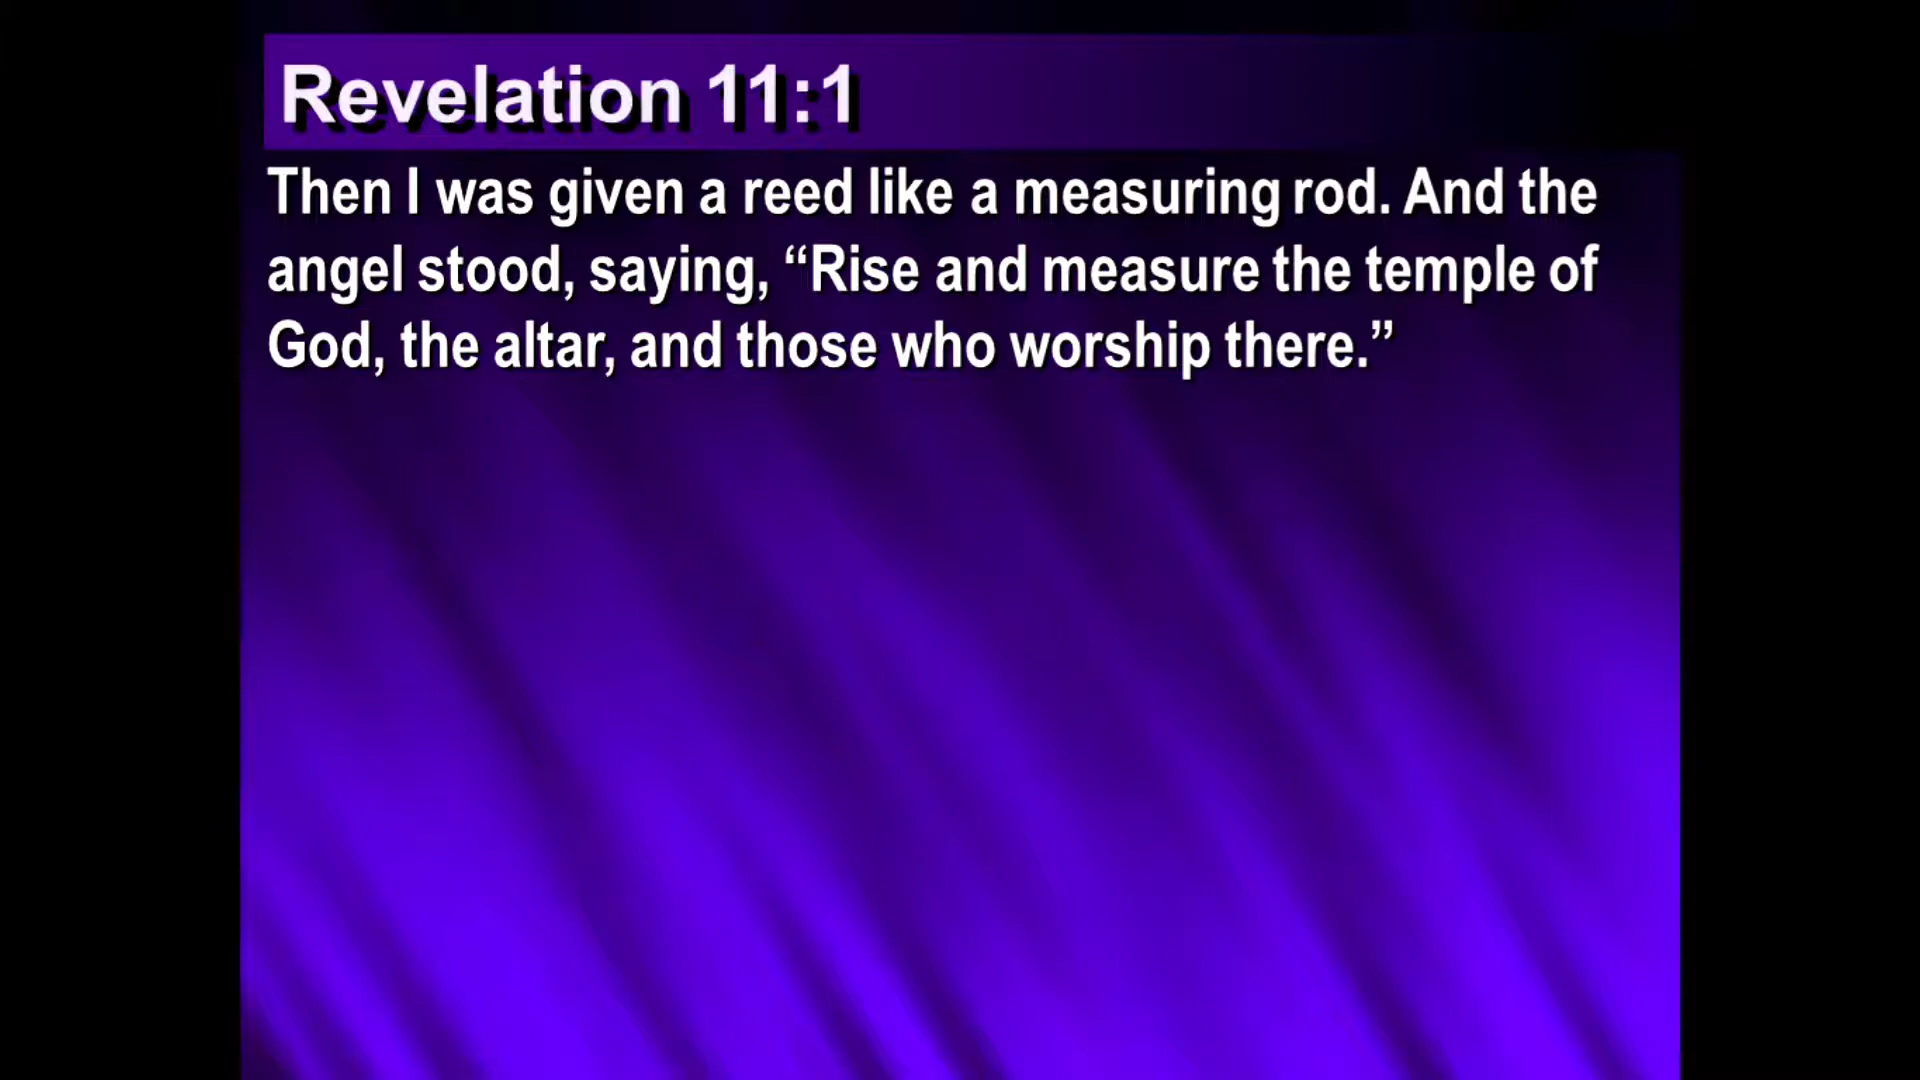 Revelation 11:1
Then I was given a reed like a measuring rod. And the
angel stood, saying, “Rise and measure the temple of
God, the altar, and those who worship there.”